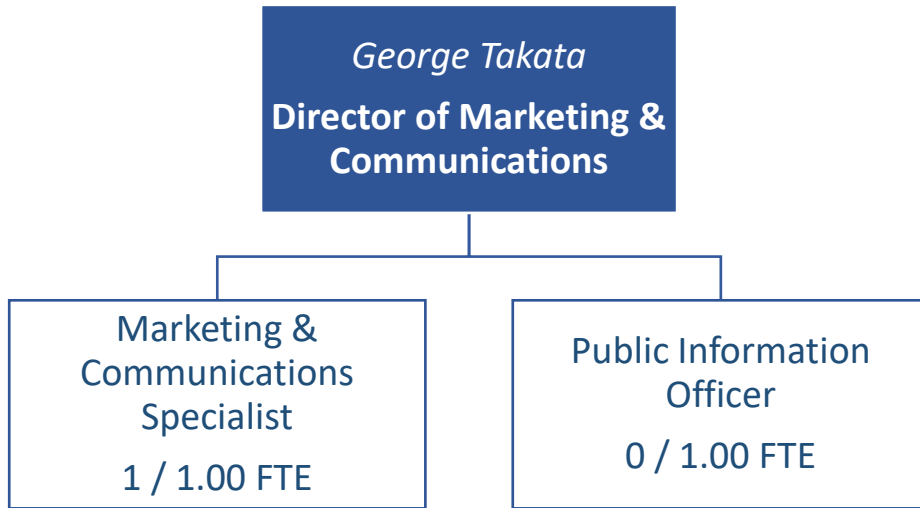 George Takata
Director of Marketing &
Communications
Marketing &
Communications
Specialist
1 / 1.00 FTE
Public Information
Officer
0 / 1.00 FTE